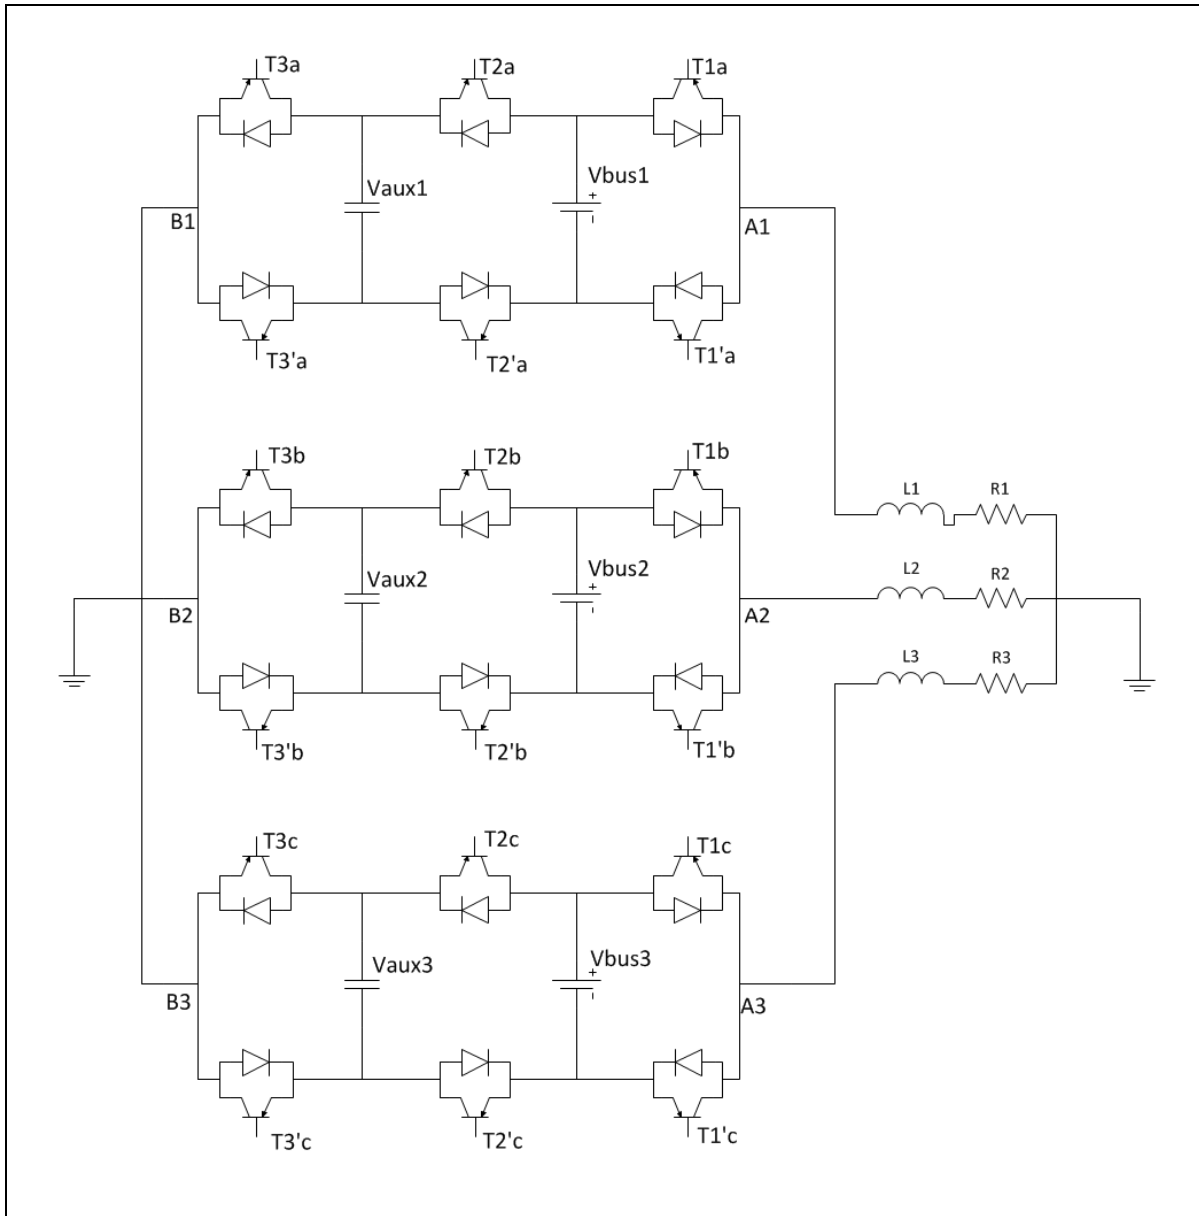 T3a T2a T1a
Vaux1 Vbus1
+
B1 A1
T3'a T2'a T1'a
T3b T2b T1b
L1 R1
Vaux2 Vbus2
+
L2 R2
B2 A2
L3 R3
T3'b T2'b T1'b
T3c T2c T1c
Vaux3 Vbus3
+
B3 A3
T3'c T2'c T1'c